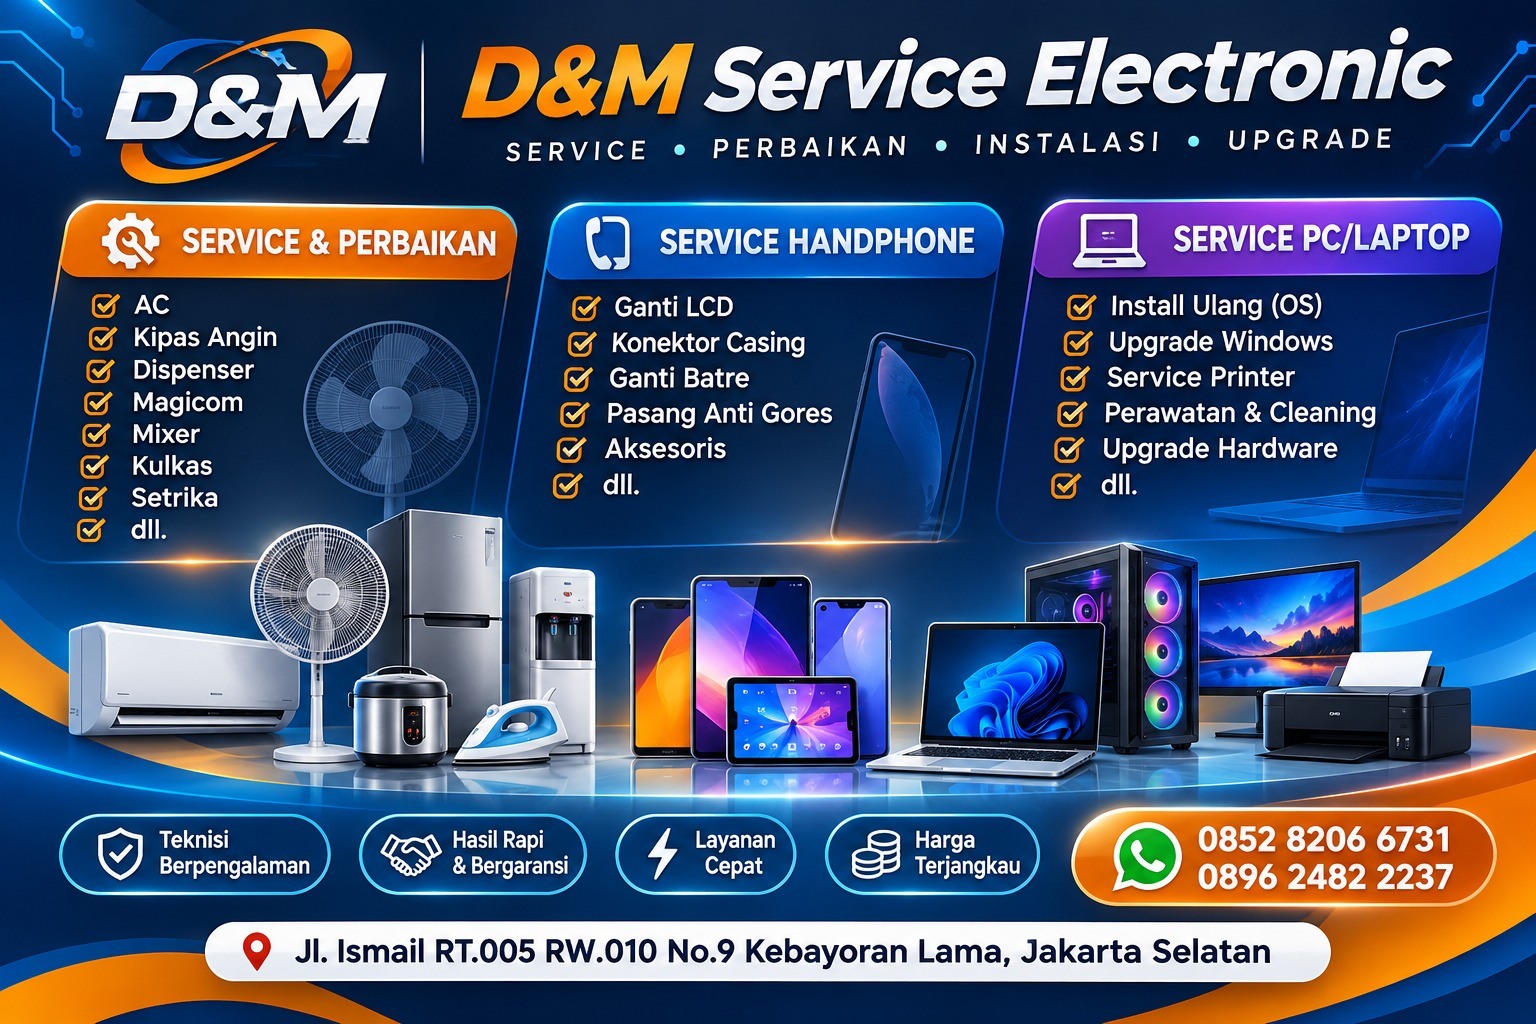 D&M
D&M Service Electronic
SERVICE • PERBAIKAN • INSTALASI • UPGRADE
SERVICE & PERBAIKAN
AC
Kipas Angin
Dispenser
Magicom
Mixer
Kulkas
Setrika
dll.
SERVICE HANDPHONE
Ganti LCD
Konektor Casing
Ganti Batre
Pasang Anti Gores
Aksesoris
dll.
SERVICE PC/LAPTOP
Install Ulang (OS)
Upgrade Windows
Service Printer
Perawatan & Cleaning
Upgrade Hardware
dll.
Teknisi
Berpengalaman
Hasil Rapi
& Bergaransi
Layanan
Cepat
Harga
Terjangkau
0852 8206 6731
0896 2482 2237
Jl. Ismail RT.005 RW.010 No.9 Kebayoran Lama, Jakarta Selatan